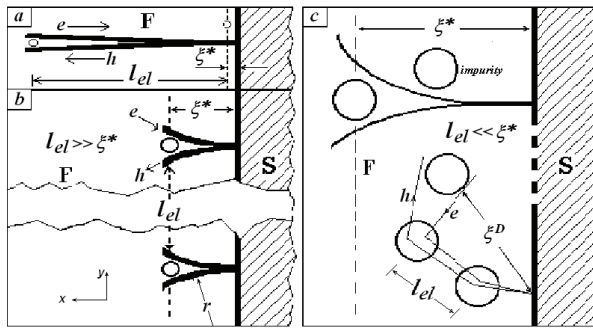 a
F
e
h
ξ*
l_el
b
ξ*
e
l_el >> ξ*
F
S
h
l_el
y
x
r
c
ξ*
impurity
l_el << ξ*
F
S
h
e
ξ^D
l_el